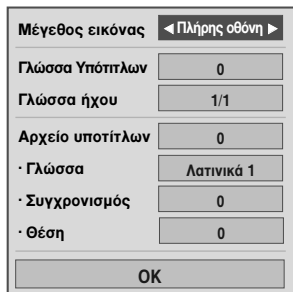 Μέγεθος εικόνας ◀ Πλήρης οθόνη ▶
Γλώσσα Υπότιτλων 0
Γλώσσα ήχου 1/1
Αρχείο υποτίτλων 0
· Γλώσσα Λατινικά 1
· Συγχρονισμός 0
· Θέση 0
OK